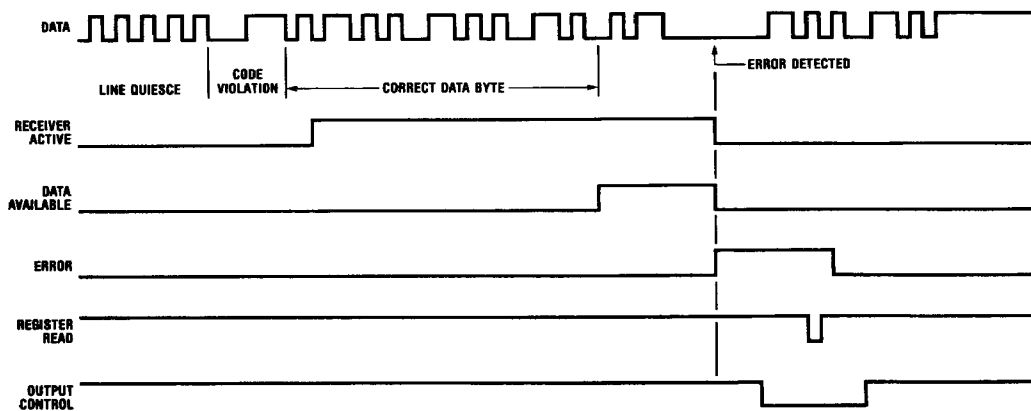 DATA
LINE QUIESCE
CODE
VIOLATION
CORRECT DATA BYTE
ERROR DETECTED
RECEIVER
ACTIVE
DATA
AVAILABLE
ERROR
REGISTER
READ
OUTPUT
CONTROL